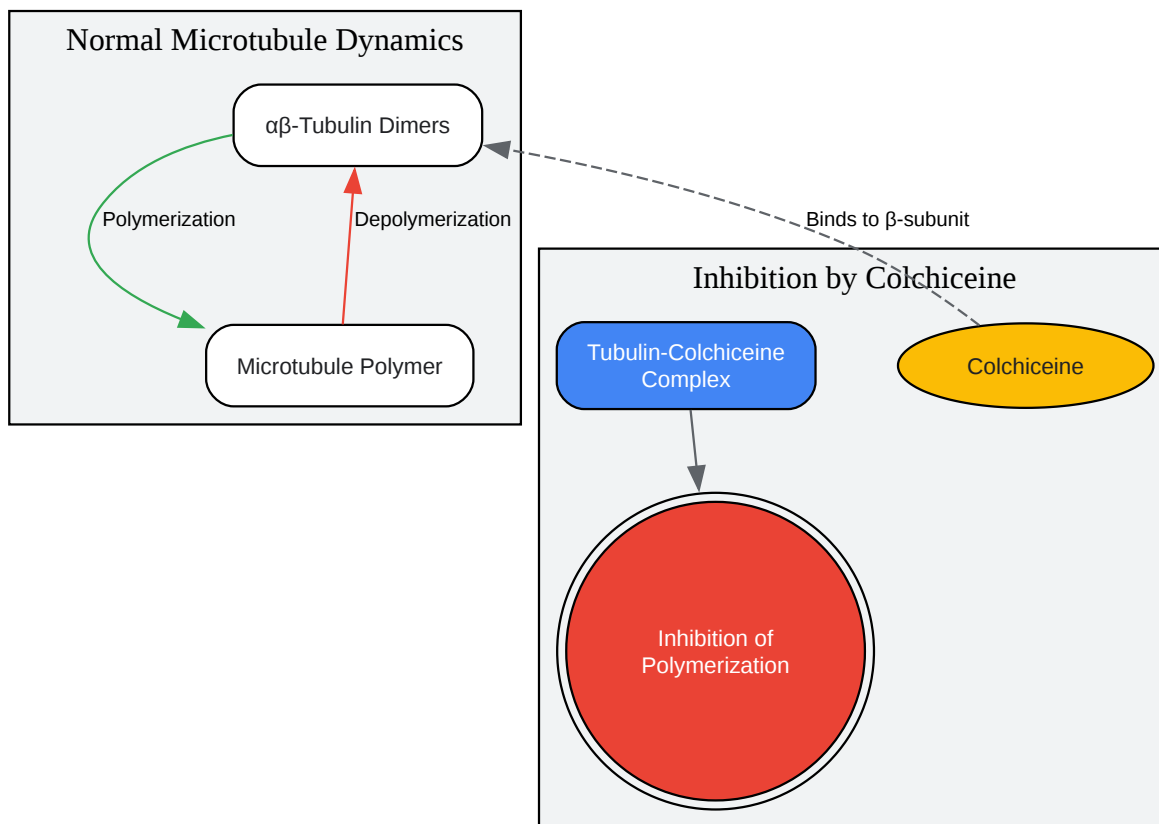 Normal Microtubule Dynamics
αβ-Tubulin Dimers
Polymerization
Depolymerization
Microtubule Polymer
Binds to β-subunit
Inhibition by Colchiceine
Tubulin-Colchiceine
Complex
Colchiceine
Inhibition of
Polymerization